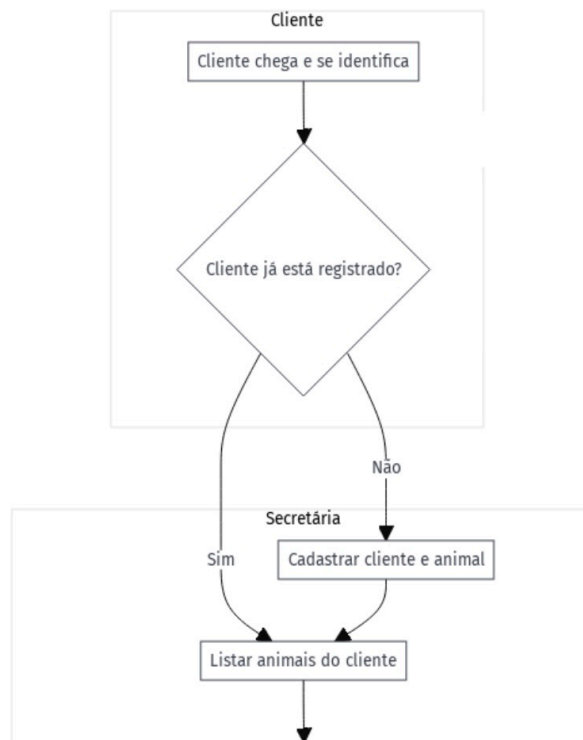 Cliente
Cliente chega e se identifica
Cliente já está registrado?
Não
Secretária
Sim
Cadastrar cliente e animal
Listar animais do cliente